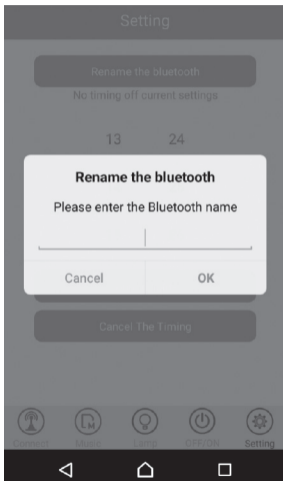 Setting
Rename the bluetooth
No timing off current settings
13 24
Rename the bluetooth
Please enter the Bluetooth name
Cancel OK
Cancel The Timing
Connect Music Lamp OFF/ON Setting